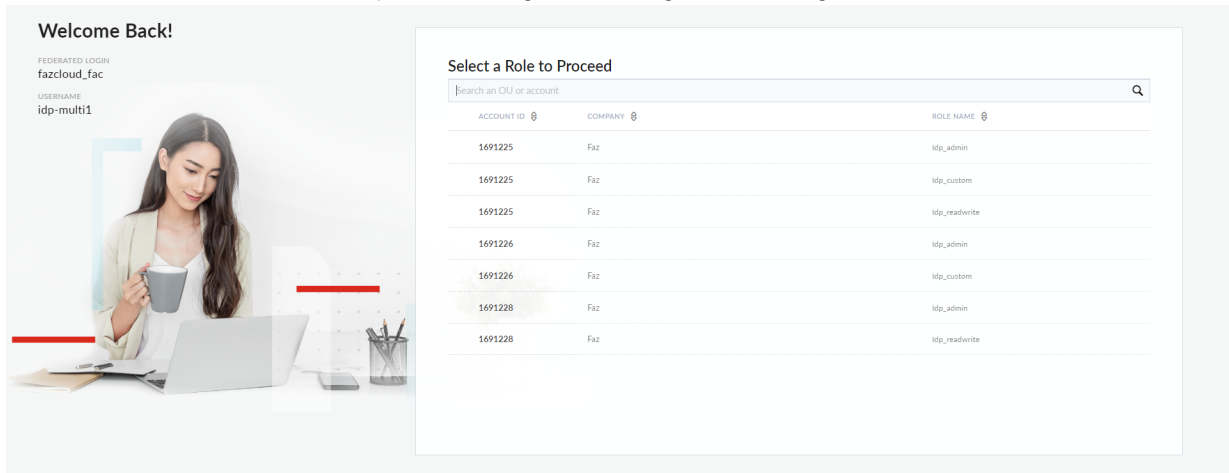 Welcome Back!
FEDERATED LOGIN
fazcloud_fac
USERNAME
idp-multi1
Select a Role to Proceed
Search an OU or account
ACCOUNT ID COMPANY ROLE NAME
1691225 Faz Idp_admin
1691225 Faz Idp_custom
1691225 Faz Idp_readwrite
1691226 Faz Idp_admin
1691226 Faz Idp_custom
1691228 Faz Idp_admin
1691228 Faz Idp_readwrite